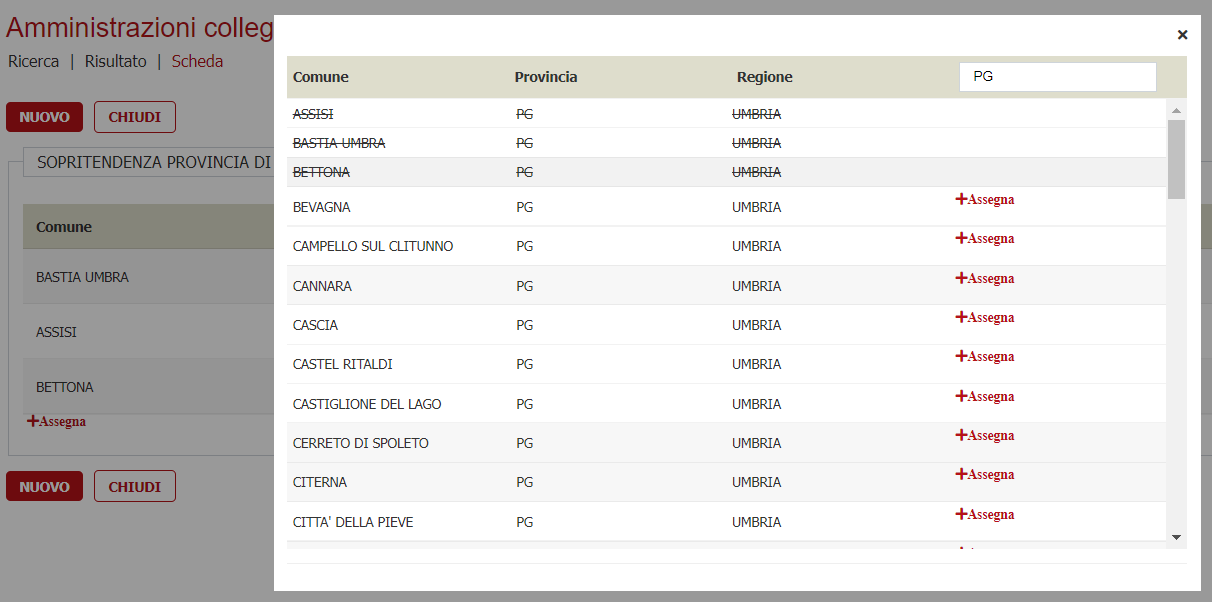 Amministrazioni colleg
Ricerca | Risultato | Scheda
NUOVO CHIUDI
SOPRITENDENZA PROVINCIA DI
Comune
BASTIA UMBRA
ASSISI
BETTONA
+Assegna
NUOVO CHIUDI
×
Comune Provincia Regione PG
ASSISI PG UMBRIA
BASTIA UMBRA PG UMBRIA
BETTONA PG UMBRIA
BEVAGNA PG UMBRIA +Assegna
CAMPELLO SUL CLITUNNO PG UMBRIA +Assegna
CANNARA PG UMBRIA +Assegna
CASCIA PG UMBRIA +Assegna
CASTEL RITALDI PG UMBRIA +Assegna
CASTIGLIONE DEL LAGO PG UMBRIA +Assegna
CERRETO DI SPOLETO PG UMBRIA +Assegna
CITERNA PG UMBRIA +Assegna
CITTA' DELLA PIEVE PG UMBRIA +Assegna